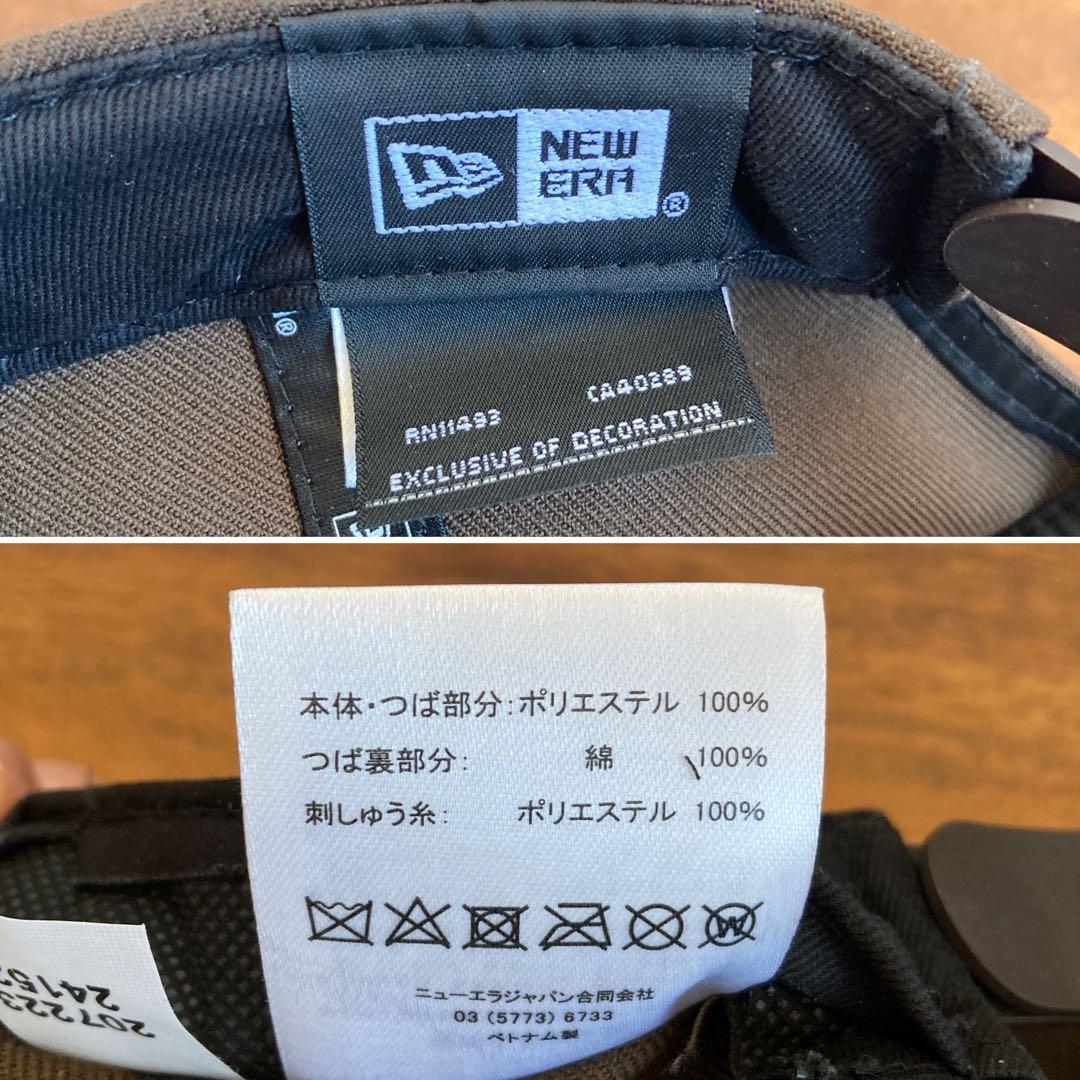 NEW
ERA
®
®
RN11493 CA40289
EXCLUSIVE OF DECORATION
本体・つば部分:ポリエステル 100%
つば裏部分: 綿 100%
刺しゅう糸: ポリエステル 100%
W
ニューエラジャパン合同会社
03 (5773) 6733
ベトナム製